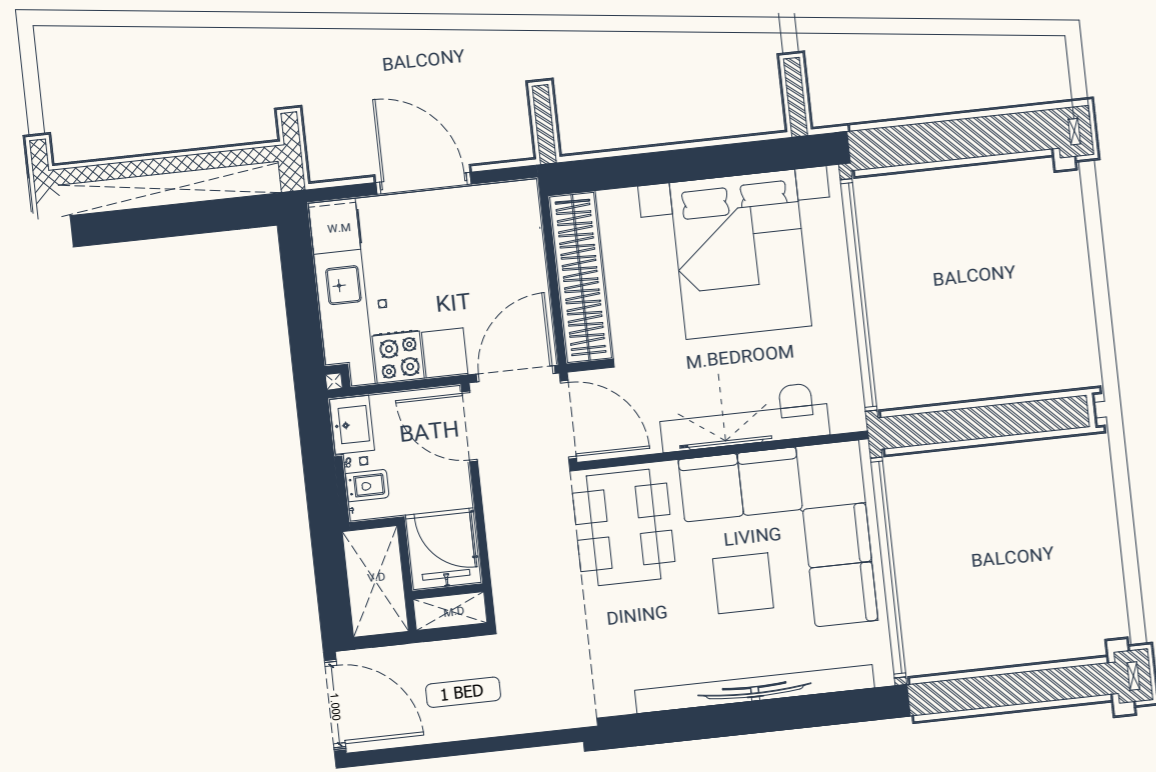 BALCONY
W.M
KIT
BALCONY
M.BEDROOM
BATH
LIVING
BALCONY
V.D
M.D
DINING
1 BED
1.000